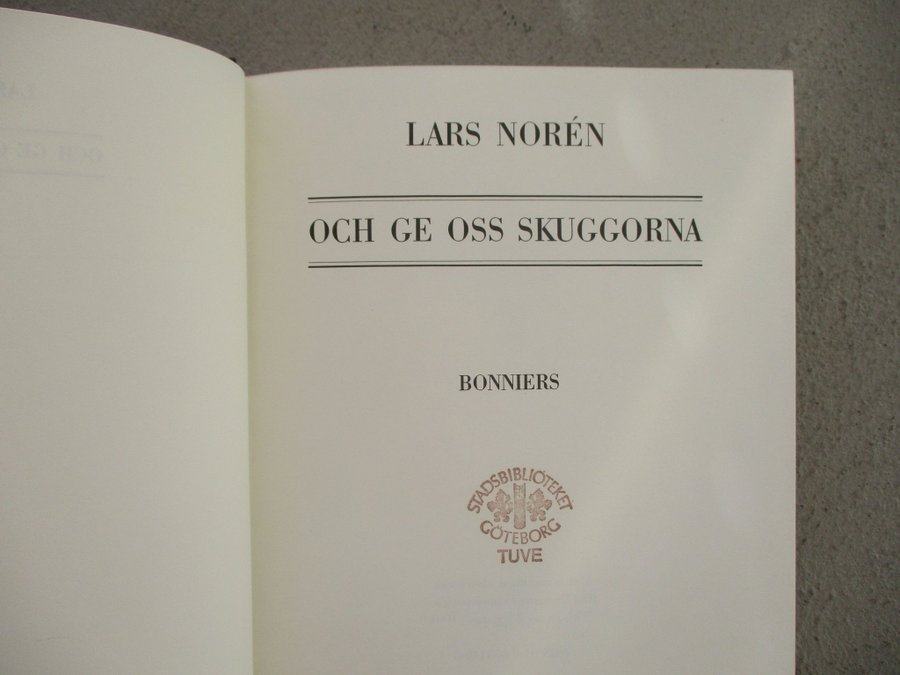 LARS NORÉN
OCH GE OSS SKUGGORNA
BONNIERS
STADSBIBLIOTEKET
GÖTEBORG
TUVE